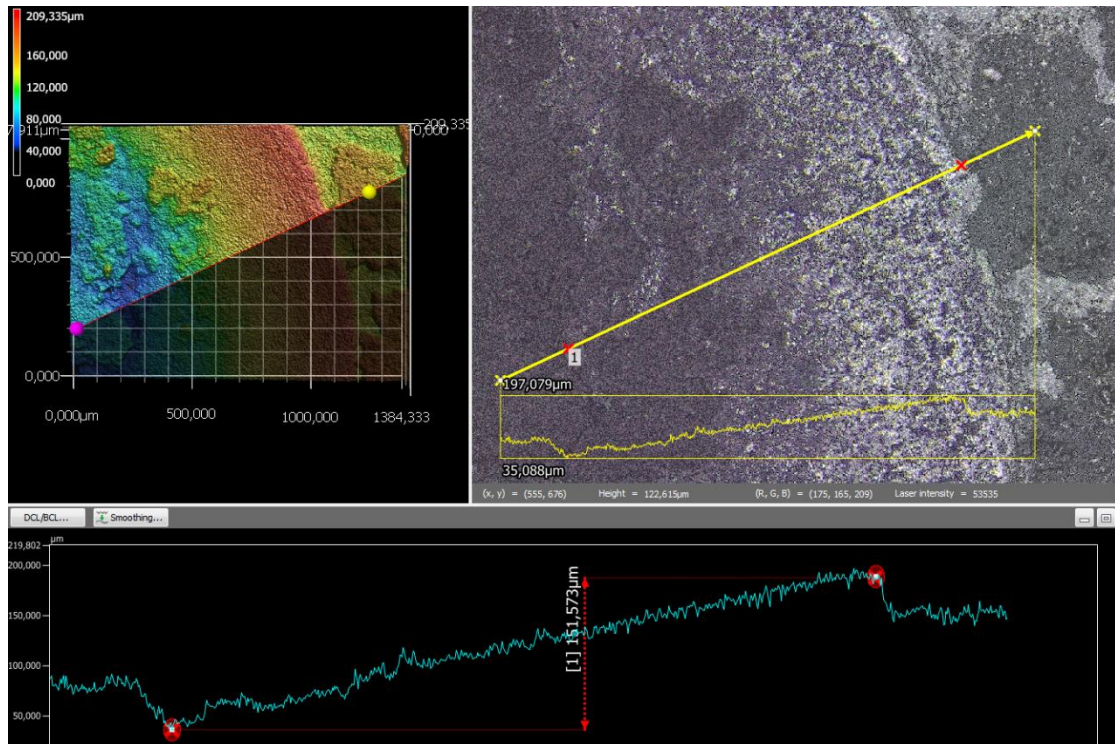 209,335µm
160,000
120,000
80,000
40,000
0,000
7,911µm
209,335
0,000
500,000
0,000
0,000µm
500,000
1000,000
1384,333
1
197,079µm
35,088µm
(x, y) = (555, 676) Height = 122,615µm (R, G, B) = (175, 165, 209) Laser intensity = 53535
DCL/BCL... Smoothing...
µm
219,802
200,000
150,000
100,000
50,000
[1] 151,573µm